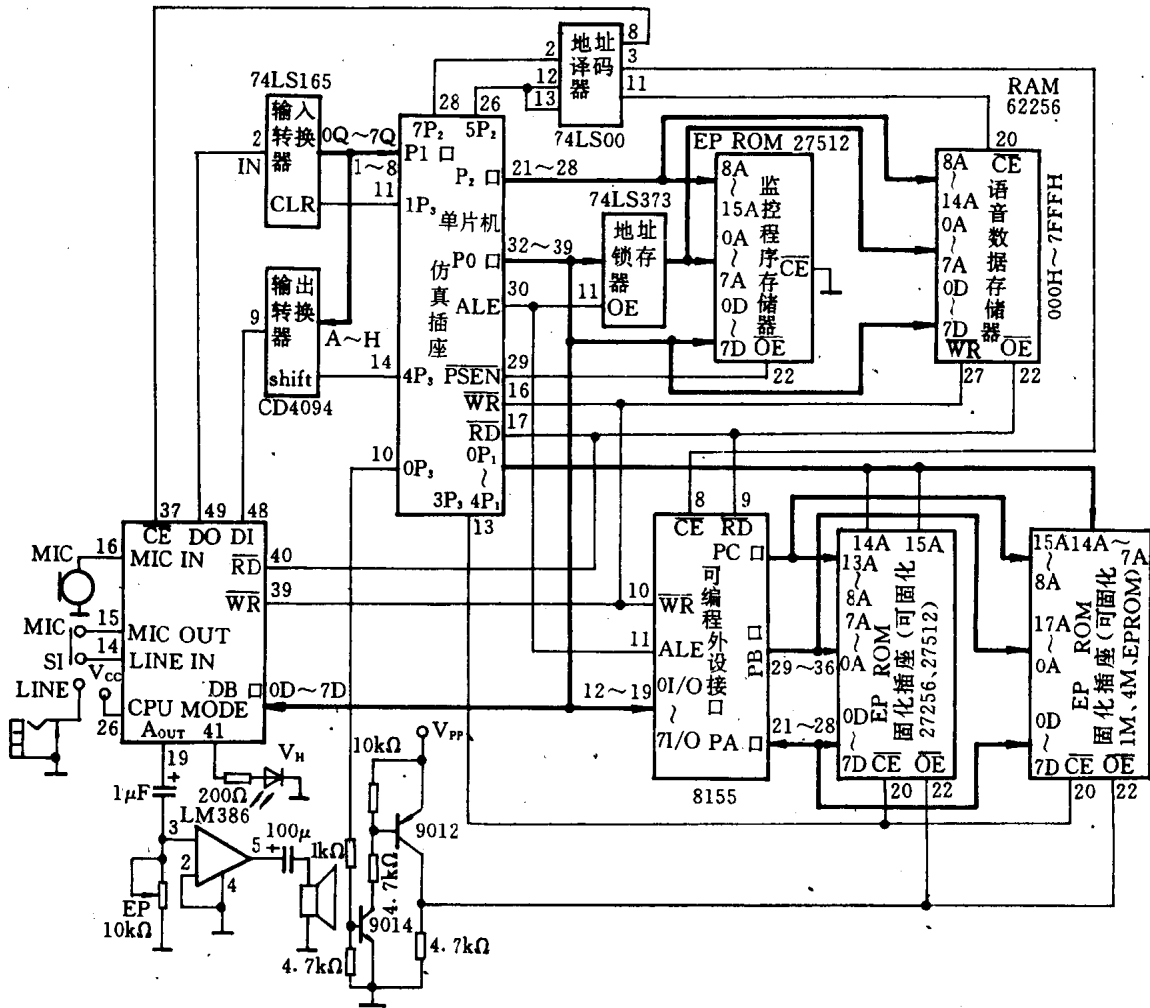 地址
译码
器
8
3
11
2
12
13
74LS00
74LS165
输入
转换
器
2
IN
CLR
0Q～7Q
1～8
11
28
26
7P₂
5P₂
P1 口
P₂ 口
21～28
1P₃
单片机
仿真插座
32～39
P0 口
30
ALE
输出
转换
器
9
A～H
14
shift
CD4094
4P₃
PSEN
29
WR
16
RD
17
0P₁
～
4P₁
10
0P₃
3P₃
13
74LS373
地址
锁存
器
11
OE
EP ROM 27512
8A
～
15A
0A
～
7A
0D
～
7D
监控程序存储器
CE
OE
22
RAM
62256
20
CE
8A
～
14A
0A
～
7A
0D
～
7D
语音数据存储器
000H～7FFFH
WR
OE
27
22
37
49
48
CE
DO
DI
MIC
16
MIC IN
RD
40
WR
39
MIC
15
MIC OUT
SI
14
LINE IN
VCC
LINE
DB 口
0D～7D
CPU MODE
26
AOUT
41
19
1μF
200Ω
VH
LM386
3
2
4
5
100μ
EP
10kΩ
10kΩ
VPP
9012
1kΩ
4.7kΩ
9014
4.7kΩ
4.7kΩ
8
9
CE
RD
PC 口
10
WR
11
ALE
可编程外设接口
PB 口
29～36
12～19
0I/O
～
7I/O
PA 口
21～28
8155
14A
15A
13A
～
8A
7A
～
0A
0D
～
7D
EP ROM
固化插座(可固化
27256、27512)
CE
OE
20
22
15A
～
8A
14A～
7A
17A
～
0A
0D
～
7D
EP ROM
固化插座(可固化
1M、4M、EPROM)
CE
OE
20
22